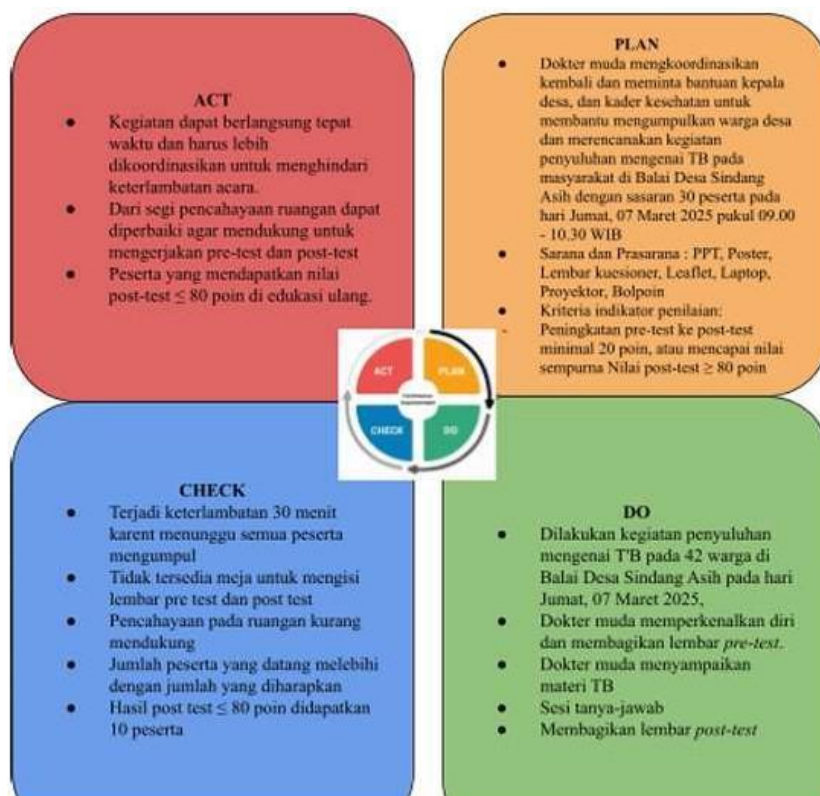 ACT
● Kegiatan dapat berlangsung tepat
waktu dan harus lebih
dikoordinasikan untuk menghindari
keterlambatan acara.
● Dari segi pencahayaan ruangan dapat
diperbaiki agar mendukung untuk
mengerjakan pre-test dan post-test
● Peserta yang mendapatkan nilai
post-test ≤ 80 poin di edukasi ulang.
PLAN
● Dokter muda mengkoordinasikan
kembali dan meminta bantuan kepala
desa, dan kader kesehatan untuk
membantu mengumpulkan warga desa
dan merencanakan kegiatan
penyuluhan mengenai TB pada
masyarakat di Balai Desa Sindang
Asih dengan sasaran 30 peserta pada
hari Jumat, 07 Maret 2025 pukul 09.00
- 10.30 WIB
● Sarana dan Prasarana : PPT, Poster,
Lembar kuesioner, Leaflet, Laptop,
Proyektor, Bolpoin
● Kriteria indikator penilaian:
- Peningkatan pre-test ke post-test
minimal 20 poin, atau mencapai nilai
sempurna Nilai post-test ≥ 80 poin
ACT
PLAN
CHECK
DO
CHECK
● Terjadi keterlambatan 30 menit
karent menunggu semua peserta
mengumpul
● Tidak tersedia meja untuk mengisi
lembar pre test dan post test
● Pencahayaan pada ruangan kurang
mendukung
● Jumlah peserta yang datang melebihi
dengan jumlah yang diharapkan
● Hasil post test ≤ 80 poin didapatkan
10 peserta
DO
● Dilakukan kegiatan penyuluhan
mengenai T'B pada 42 warga di
Balai Desa Sindang Asih pada hari
Jumat, 07 Maret 2025,
● Dokter muda memperkenalkan diri
dan membagikan lembar pre-test.
● Dokter muda menyampaikan
materi TB
● Sesi tanya-jawab
● Membagikan lembar post-test